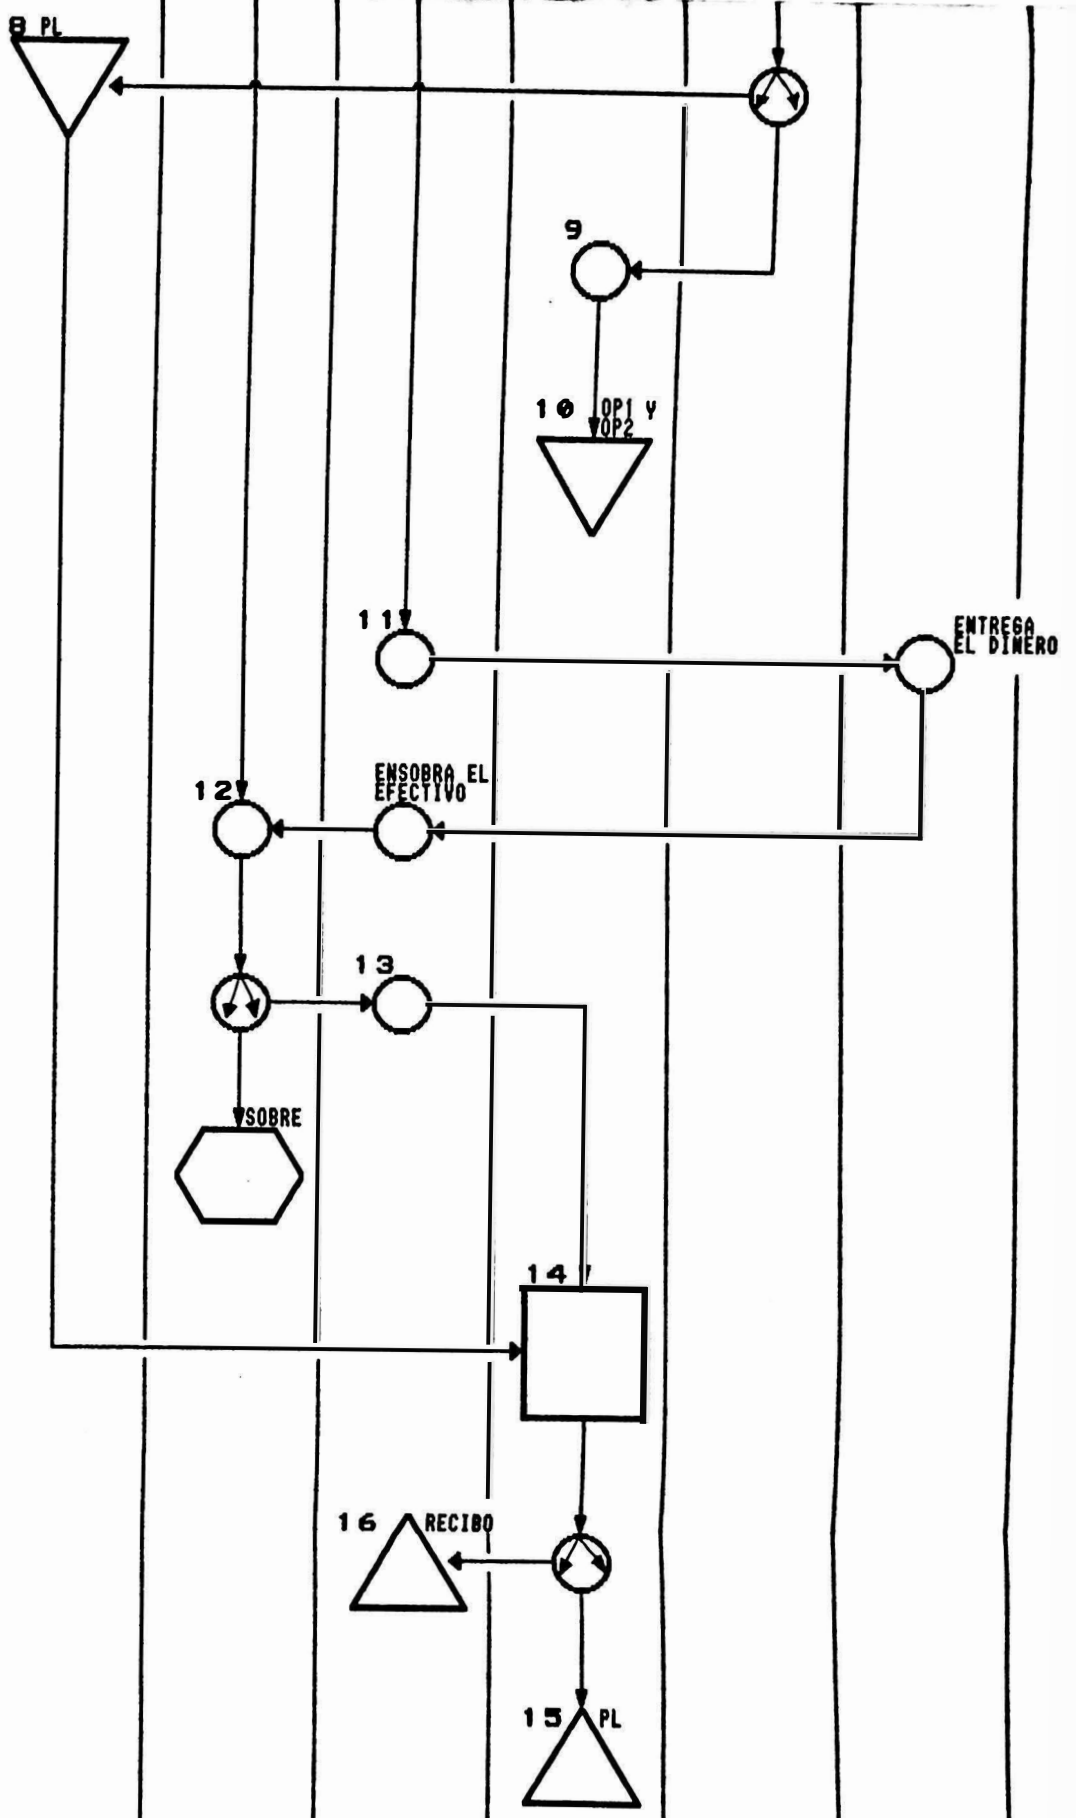 8 PL
9
10 OP1 Y
OP2
11
ENTREGA
EL DINERO
12
ENSOBRA EL
EFECTIVO
13
SOBRE
14
16 RECIBO
15 PL